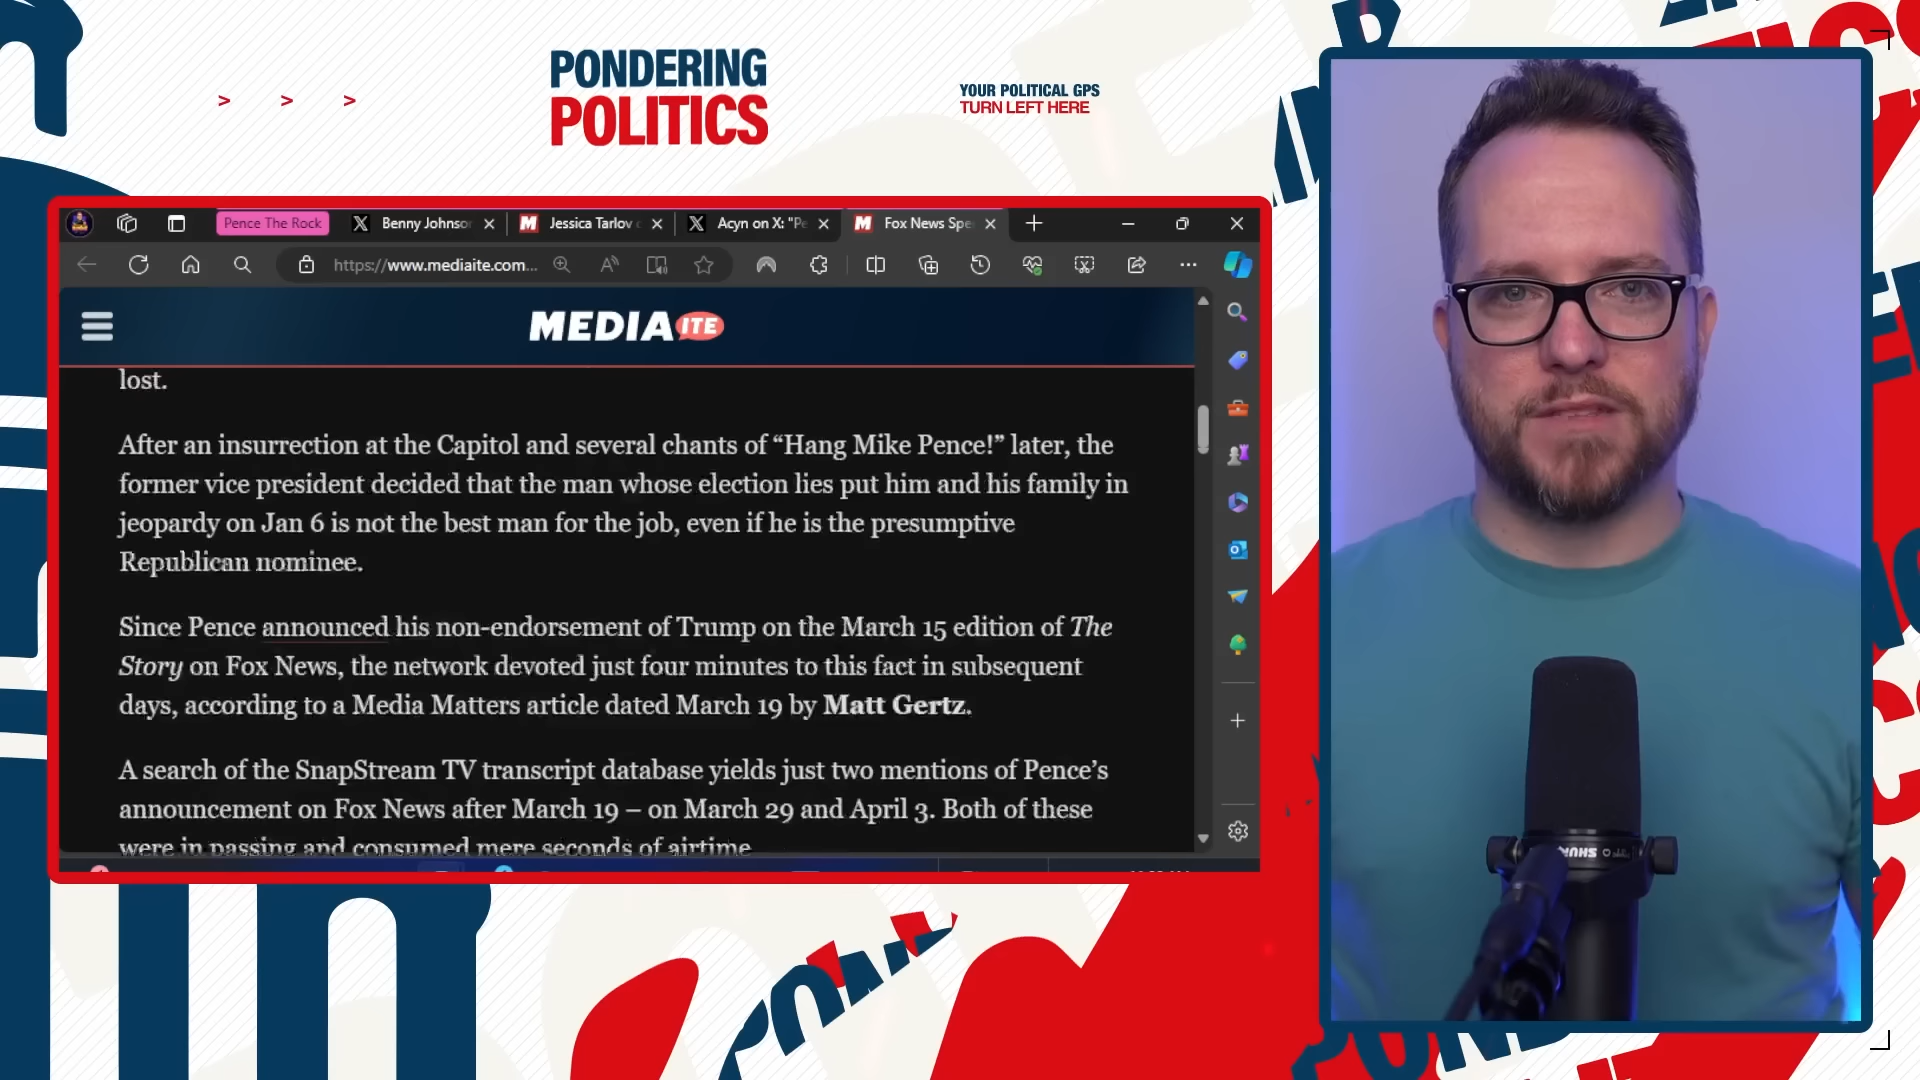 PONDERING
POLITICS
YOUR POLITICAL GPS
TURN LEFT HERE
> > >
Pence The Rock
Benny Johnso
Jessica Tarlov
Acyn on X: "Pe
Fox News Spe
https://www.mediaite.com...
MEDIAITE
lost.
After an insurrection at the Capitol and several chants of “Hang Mike Pence!” later, the
former vice president decided that the man whose election lies put him and his family in
jeopardy on Jan 6 is not the best man for the job, even if he is the presumptive
Republican nominee.
Since Pence announced his non-endorsement of Trump on the March 15 edition of The
Story on Fox News, the network devoted just four minutes to this fact in subsequent
days, according to a Media Matters article dated March 19 by Matt Gertz.
A search of the SnapStream TV transcript database yields just two mentions of Pence’s
announcement on Fox News after March 19 – on March 29 and April 3. Both of these
were in passing and consumed mere seconds of airtime
SHURE